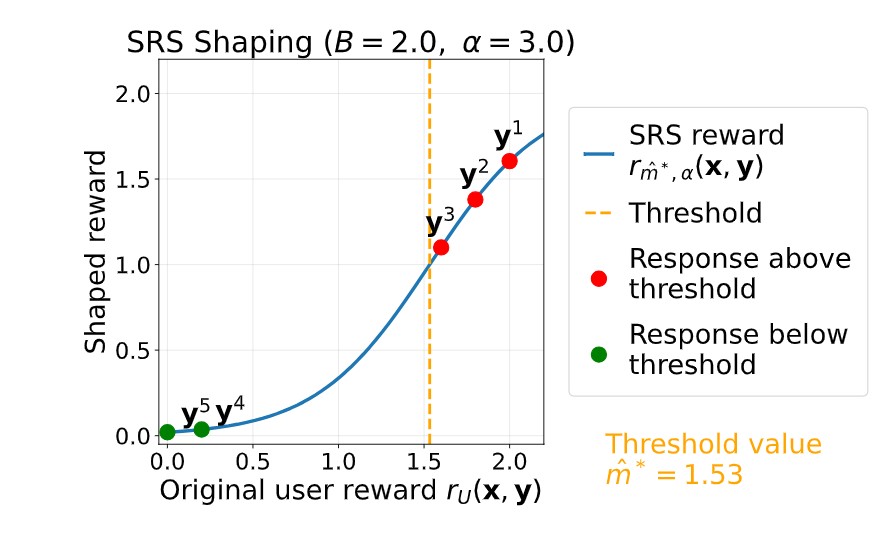 SRS Shaping (B = 2.0, α = 3.0)
Shaped reward
2.0
1.5
1.0
0.5
0.0
y¹
y²
y³
y⁵ y⁴
0.0 0.5 1.0 1.5 2.0
Original user reward r_U(x, y)
SRS reward
r_{m̂*, α}(x, y)
Threshold
Response above
threshold
Response below
threshold
Threshold value
m̂* = 1.53